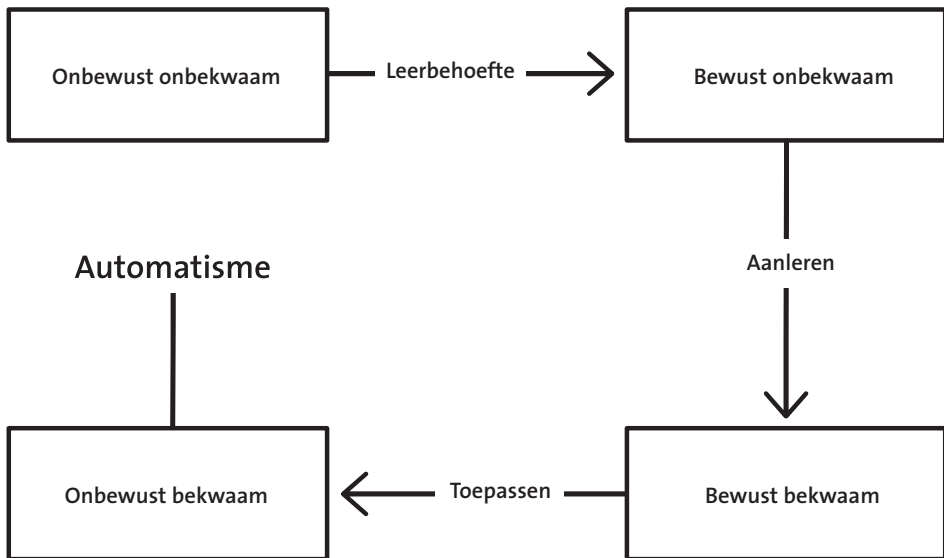 Onbewust onbekwaam
Leerbehoefte
Bewust onbekwaam
Aanleren
Automatisme
Bewust bekwaam
Toepassen
Onbewust bekwaam